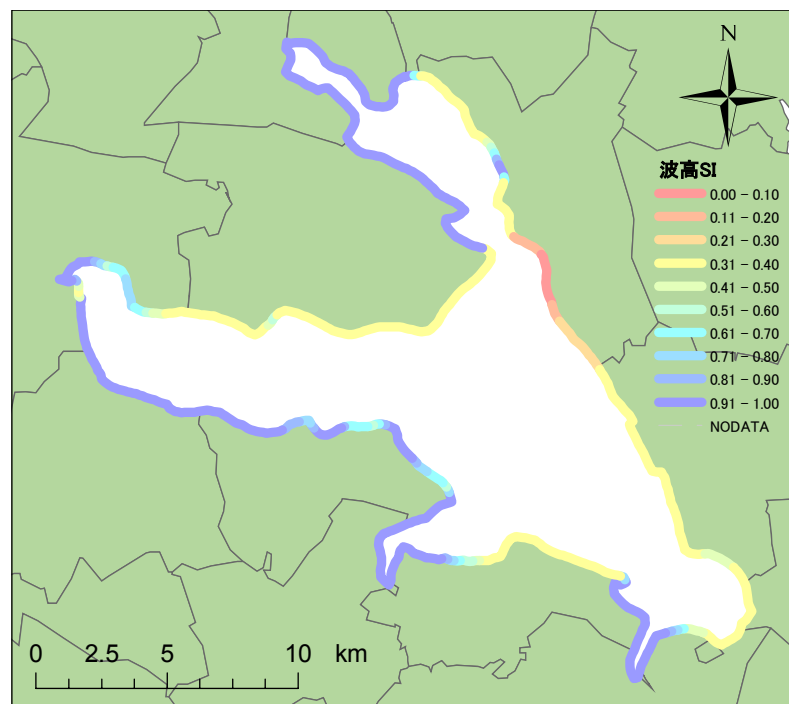 N
波高SI
0.00 - 0.10
0.11 - 0.20
0.21 - 0.30
0.31 - 0.40
0.41 - 0.50
0.51 - 0.60
0.61 - 0.70
0.71 - 0.80
0.81 - 0.90
0.91 - 1.00
NODATA
0 2.5 5 10 km